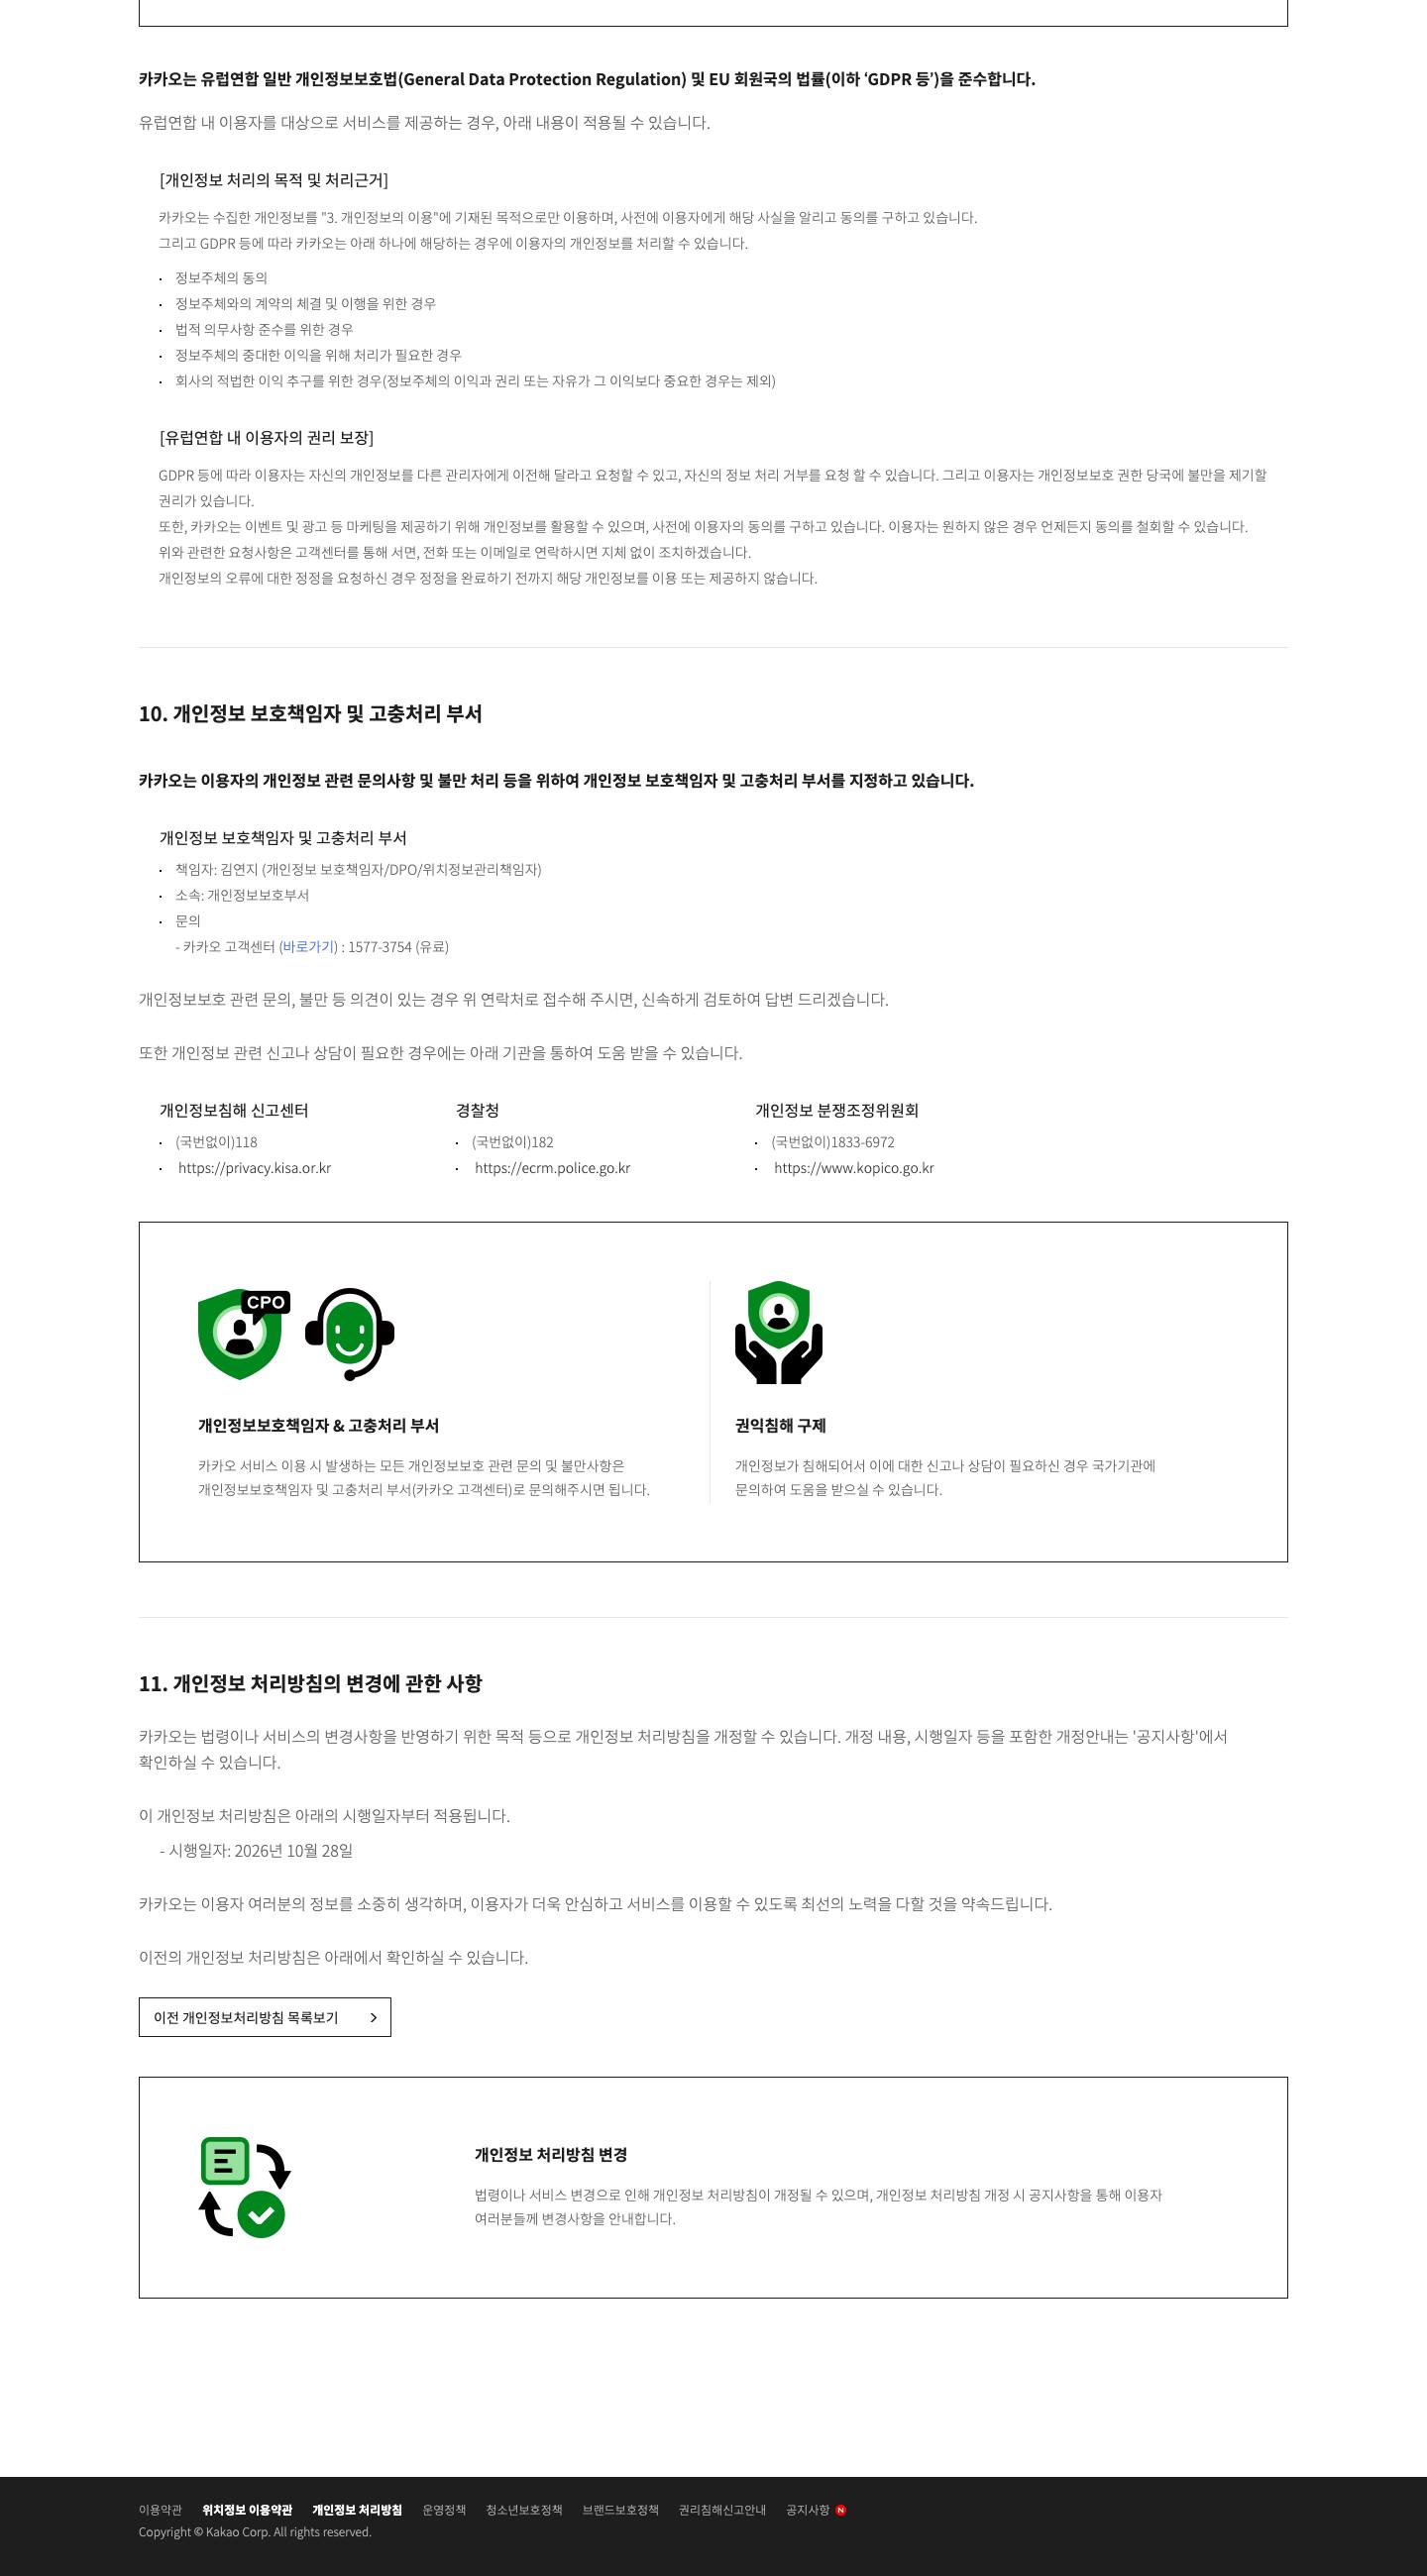 카카오는 유럽연합 일반 개인정보보호법(General Data Protection Regulation) 및 EU 회원국의 법률(이하 ‘GDPR 등’)을 준수합니다.
유럽연합 내 이용자를 대상으로 서비스를 제공하는 경우, 아래 내용이 적용될 수 있습니다.
[개인정보 처리의 목적 및 처리근거]
카카오는 수집한 개인정보를 "3. 개인정보의 이용"에 기재된 목적으로만 이용하며, 사전에 이용자에게 해당 사실을 알리고 동의를 구하고 있습니다.
그리고 GDPR 등에 따라 카카오는 아래 하나에 해당하는 경우에 이용자의 개인정보를 처리할 수 있습니다.
· 정보주체의 동의
· 정보주체와의 계약의 체결 및 이행을 위한 경우
· 법적 의무사항 준수를 위한 경우
· 정보주체의 중대한 이익을 위해 처리가 필요한 경우
· 회사의 적법한 이익 추구를 위한 경우(정보주체의 이익과 권리 또는 자유가 그 이익보다 중요한 경우는 제외)
[유럽연합 내 이용자의 권리 보장]
GDPR 등에 따라 이용자는 자신의 개인정보를 다른 관리자에게 이전해 달라고 요청할 수 있고, 자신의 정보 처리 거부를 요청 할 수 있습니다. 그리고 이용자는 개인정보보호 권한 당국에 불만을 제기할
권리가 있습니다.
또한, 카카오는 이벤트 및 광고 등 마케팅을 제공하기 위해 개인정보를 활용할 수 있으며, 사전에 이용자의 동의를 구하고 있습니다. 이용자는 원하지 않은 경우 언제든지 동의를 철회할 수 있습니다.
위와 관련한 요청사항은 고객센터를 통해 서면, 전화 또는 이메일로 연락하시면 지체 없이 조치하겠습니다.
개인정보의 오류에 대한 정정을 요청하신 경우 정정을 완료하기 전까지 해당 개인정보를 이용 또는 제공하지 않습니다.
10. 개인정보 보호책임자 및 고충처리 부서
카카오는 이용자의 개인정보 관련 문의사항 및 불만 처리 등을 위하여 개인정보 보호책임자 및 고충처리 부서를 지정하고 있습니다.
개인정보 보호책임자 및 고충처리 부서
· 책임자: 김연지 (개인정보 보호책임자/DPO/위치정보관리책임자)
· 소속: 개인정보보호부서
· 문의
- 카카오 고객센터 (바로가기) : 1577-3754 (유료)
개인정보보호 관련 문의, 불만 등 의견이 있는 경우 위 연락처로 접수해 주시면, 신속하게 검토하여 답변 드리겠습니다.
또한 개인정보 관련 신고나 상담이 필요한 경우에는 아래 기관을 통하여 도움 받을 수 있습니다.
개인정보침해 신고센터
· (국번없이)118
· https://privacy.kisa.or.kr
경찰청
· (국번없이)182
· https://ecrm.police.go.kr
개인정보 분쟁조정위원회
· (국번없이)1833-6972
· https://www.kopico.go.kr
CPO
개인정보보호책임자 & 고충처리 부서
카카오 서비스 이용 시 발생하는 모든 개인정보보호 관련 문의 및 불만사항은
개인정보보호책임자 및 고충처리 부서(카카오 고객센터)로 문의해주시면 됩니다.
권익침해 구제
개인정보가 침해되어서 이에 대한 신고나 상담이 필요하신 경우 국가기관에
문의하여 도움을 받으실 수 있습니다.
11. 개인정보 처리방침의 변경에 관한 사항
카카오는 법령이나 서비스의 변경사항을 반영하기 위한 목적 등으로 개인정보 처리방침을 개정할 수 있습니다. 개정 내용, 시행일자 등을 포함한 개정안내는 '공지사항'에서
확인하실 수 있습니다.
이 개인정보 처리방침은 아래의 시행일자부터 적용됩니다.
- 시행일자: 2026년 10월 28일
카카오는 이용자 여러분의 정보를 소중히 생각하며, 이용자가 더욱 안심하고 서비스를 이용할 수 있도록 최선의 노력을 다할 것을 약속드립니다.
이전의 개인정보 처리방침은 아래에서 확인하실 수 있습니다.
이전 개인정보처리방침 목록보기
개인정보 처리방침 변경
법령이나 서비스 변경으로 인해 개인정보 처리방침이 개정될 수 있으며, 개인정보 처리방침 개정 시 공지사항을 통해 이용자
여러분들께 변경사항을 안내합니다.
이용약관 위치정보 이용약관 개인정보 처리방침 운영정책 청소년보호정책 브랜드보호정책 권리침해신고안내 공지사항 N
Copyright © Kakao Corp. All rights reserved.